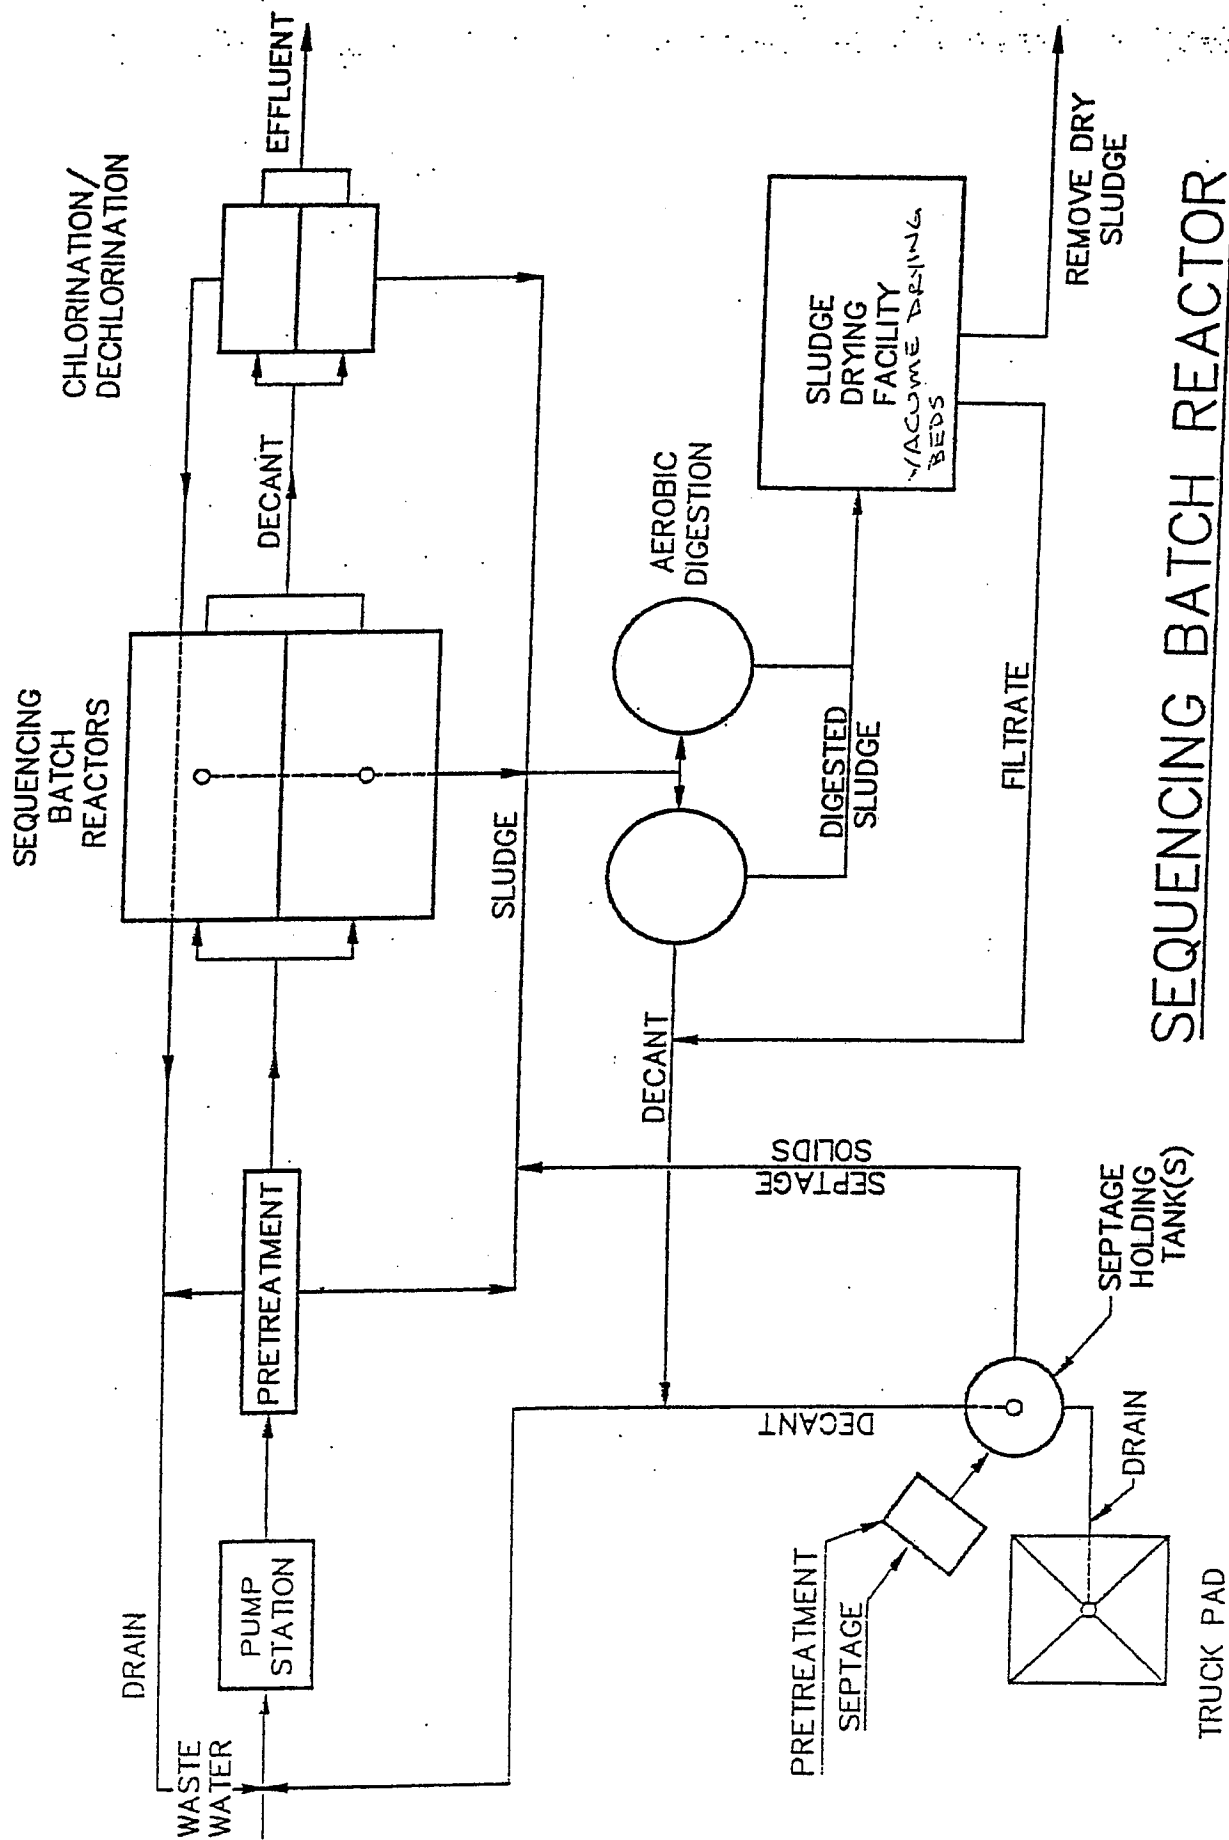 SEQUENCING
BATCH
REACTORS
CHLORINATION/
DECHLORINATION
DRAIN
WASTE
WATER
PUMP
STATION
PRETREATMENT
DECANT
EFFLUENT
SLUDGE
AEROBIC
DIGESTION
DIGESTED
SLUDGE
SLUDGE
DRYING
FACILITY
VACUME DRYING
BEDS
REMOVE DRY
SLUDGE
FILTRATE
DECANT
SEPTAGE
SOLIDS
DECANT
PRETREATMENT
SEPTAGE
SEPTAGE
HOLDING
TANK(S)
DRAIN
TRUCK PAD
SEQUENCING BATCH REACTOR